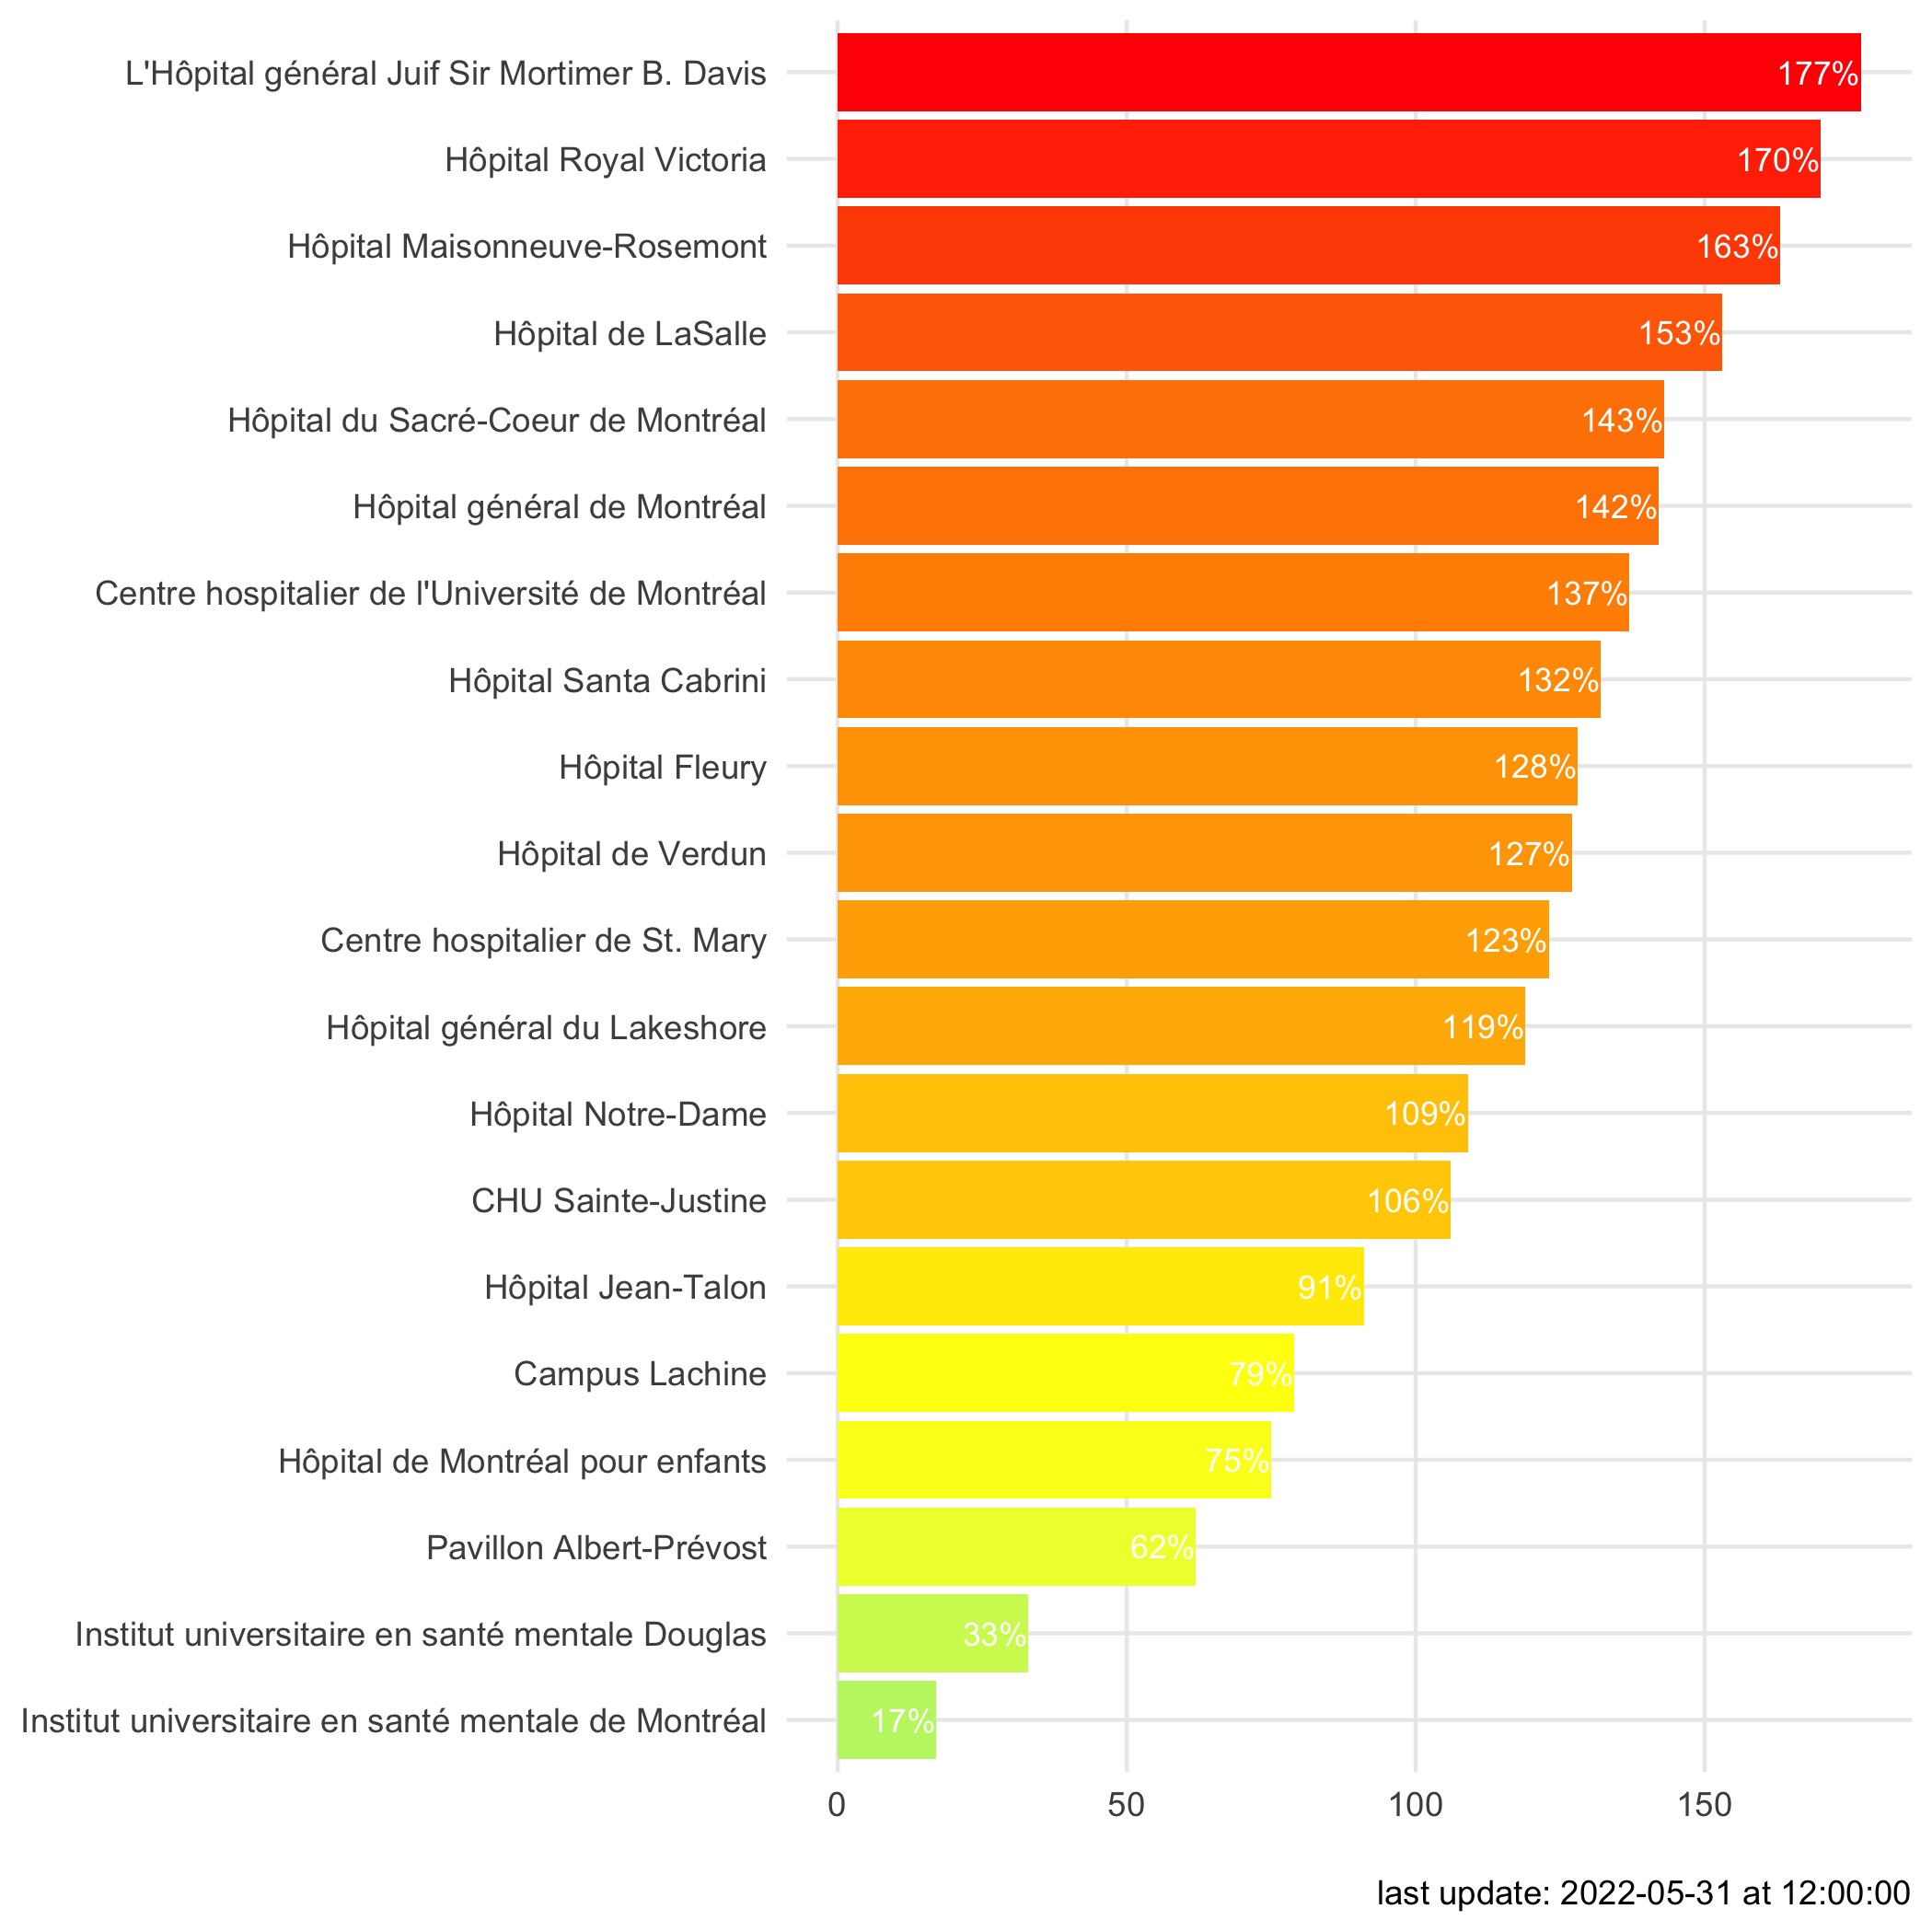 L'Hôpital général Juif Sir Mortimer B. Davis 177%
Hôpital Royal Victoria 170%
Hôpital Maisonneuve-Rosemont 163%
Hôpital de LaSalle 153%
Hôpital du Sacré-Coeur de Montréal 143%
Hôpital général de Montréal 142%
Centre hospitalier de l'Université de Montréal 137%
Hôpital Santa Cabrini 132%
Hôpital Fleury 128%
Hôpital de Verdun 127%
Centre hospitalier de St. Mary 123%
Hôpital général du Lakeshore 119%
Hôpital Notre-Dame 109%
CHU Sainte-Justine 106%
Hôpital Jean-Talon 91%
Campus Lachine 79%
Hôpital de Montréal pour enfants 75%
Pavillon Albert-Prévost 62%
Institut universitaire en santé mentale Douglas 33%
Institut universitaire en santé mentale de Montréal 17%
0 50 100 150
last update: 2022-05-31 at 12:00:00